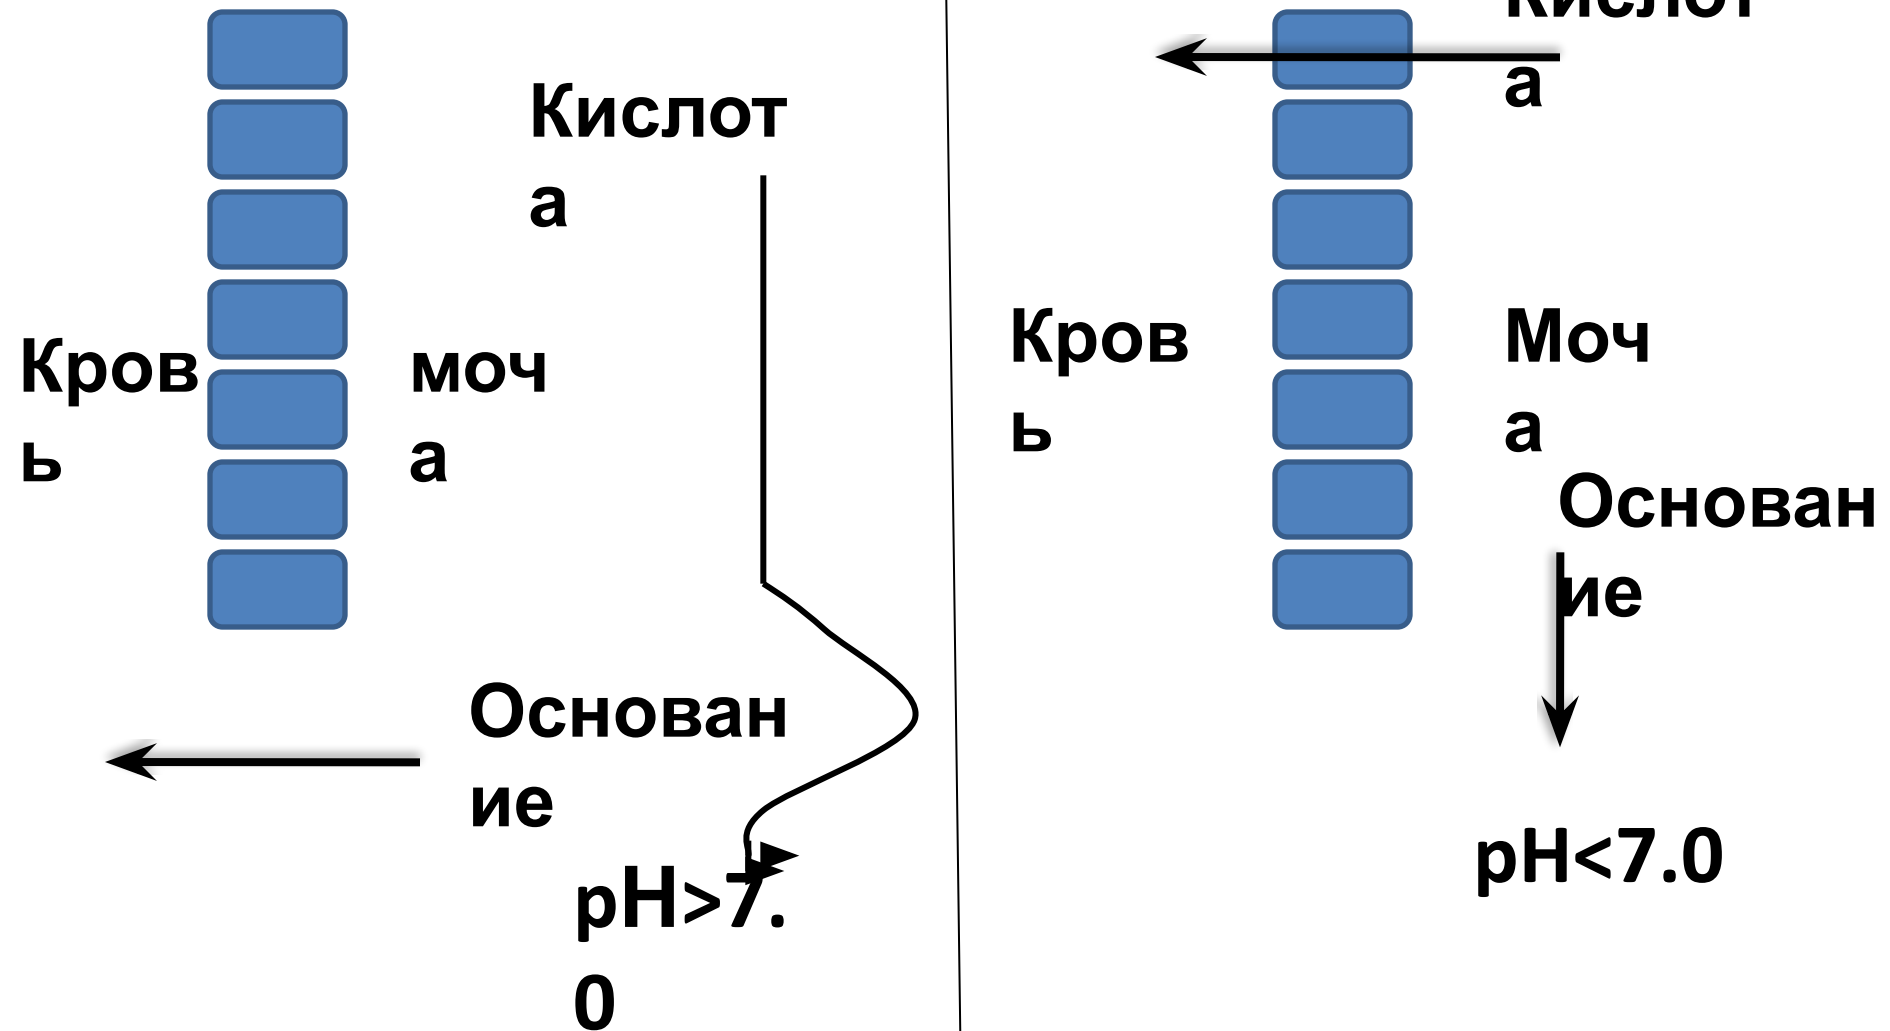 Кислот
а
Кров
ь
моч
а
Основан
ие
pH>7.
0
Кислот
а
Кров
ь
Моч
а
Основан
ие
pH<7.0